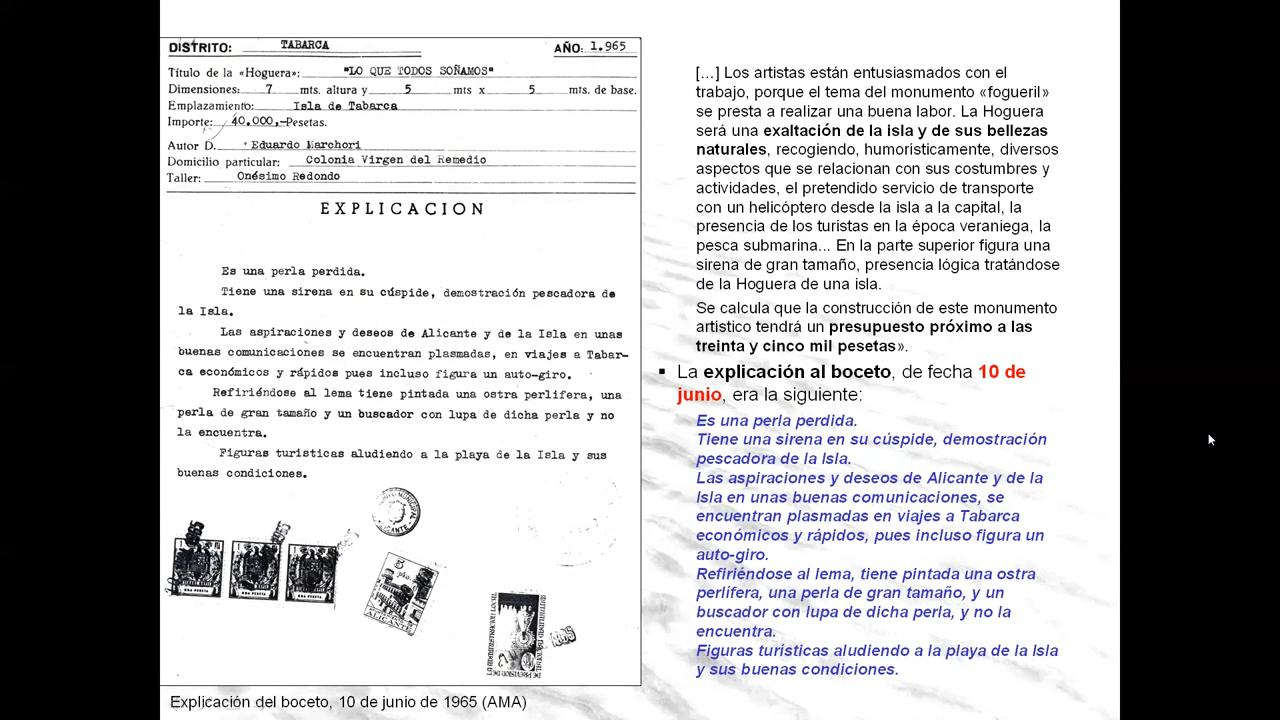 DISTRITO: TABARCA AÑO: 1.965
Título de la «Hoguera»: "LO QUE TODOS SOÑAMOS"
Dimensiones: 7 mts. altura y 5 mts x 5 mts. de base.
Emplazamiento: Isla de Tabarca
Importe: 40.000,- Pesetas.
Autor D. Eduardo Marchori
Domicilio particular: Colonia Virgen del Remedio
Taller: Onésimo Redondo
EXPLICACION
Es una perla perdida.
Tiene una sirena en su cúspide, demostración pescadora de
la Isla.
Las aspiraciones y deseos de Alicante y de la Isla en unas
buenas comunicaciones se encuentran plasmadas, en viajes a Tabar-
ca económicos y rápidos pues incluso figura un auto-giro.
Refiriéndose al lema tiene pintada una ostra perlifera, una
perla de gran tamaño y un buscador con lupa de dicha perla y no
la encuentra.
Figuras turisticas aludiendo a la playa de la Isla y sus
buenas condiciones.
Explicación del boceto, 10 de junio de 1965 (AMA)
[...] Los artistas están entusiasmados con el
trabajo, porque el tema del monumento «fogueril»
se presta a realizar una buena labor. La Hoguera
será una exaltación de la isla y de sus bellezas
naturales, recogiendo, humorísticamente, diversos
aspectos que se relacionan con sus costumbres y
actividades, el pretendido servicio de transporte
con un helicóptero desde la isla a la capital, la
presencia de los turistas en la época veraniega, la
pesca submarina... En la parte superior figura una
sirena de gran tamaño, presencia lógica tratándose
de la Hoguera de una isla.
Se calcula que la construcción de este monumento
artístico tendrá un presupuesto próximo a las
treinta y cinco mil pesetas».
▪ La explicación al boceto, de fecha 10 de
junio, era la siguiente:
Es una perla perdida.
Tiene una sirena en su cúspide, demostración
pescadora de la Isla.
Las aspiraciones y deseos de Alicante y de la
Isla en unas buenas comunicaciones, se
encuentran plasmadas en viajes a Tabarca
económicos y rápidos, pues incluso figura un
auto-giro.
Refiriéndose al lema, tiene pintada una ostra
perlífera, una perla de gran tamaño, y un
buscador con lupa de dicha perla, y no la
encuentra.
Figuras turísticas aludiendo a la playa de la Isla
y sus buenas condiciones.